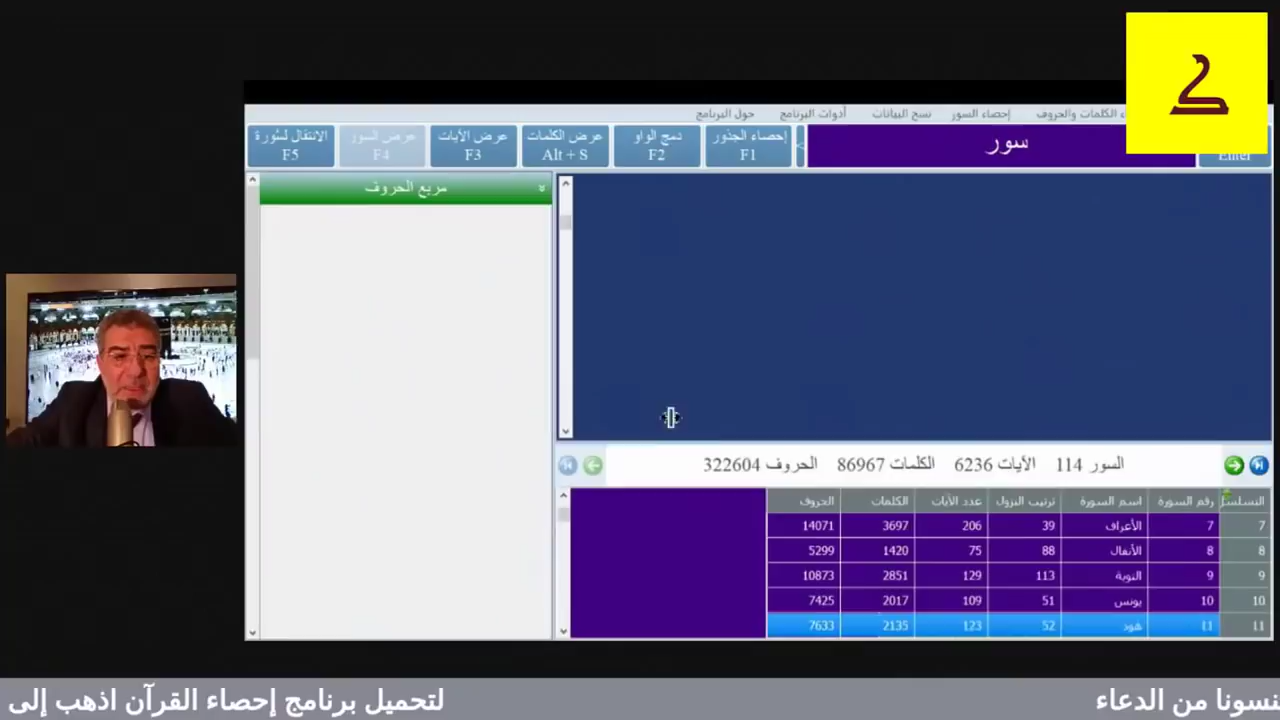 الكلمات والحروف إحصاء السور نسخ البيانات أدوات البرنامج حول البرنامج
Enter سور > إحصاء الجذور F1 دمج الواو F2 عرض الكلمات Alt + S عرض الآيات F3 عرض السور F4 الانتقال لسُورة F5
مربع الحروف
السور 114 الآيات 6236 الكلمات 86967 الحروف 322604
التسلسل رقم السورة اسم السورة ترتيب النزول عدد الآيات الكلمات الحروف
7 7 الأعراف 39 206 3697 14071
8 8 الأنفال 88 75 1420 5299
9 9 التوبة 113 129 2851 10873
10 10 يونس 51 109 2017 7425
11 11 هود 52 123 2135 7633
نسونا من الدعاء
لتحميل برنامج إحصاء القرآن اذهب إلى